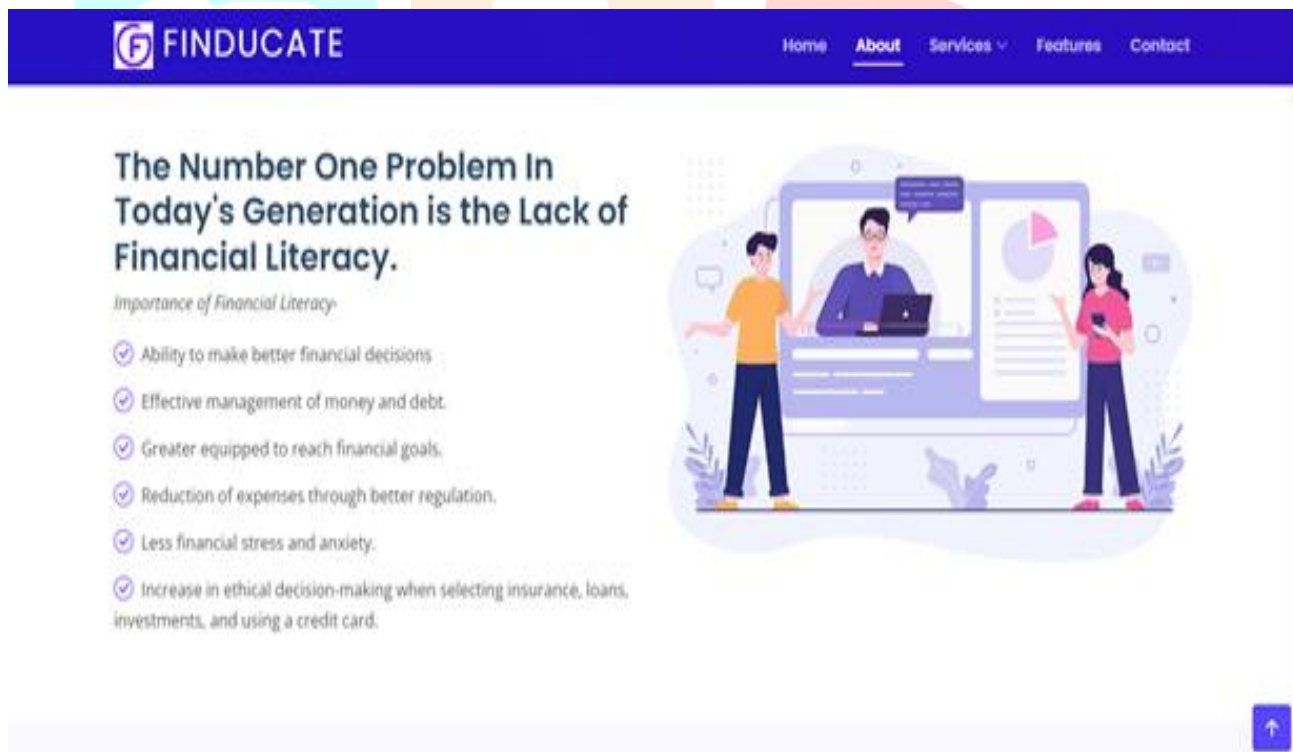 FINDUCATE
Home About Services Features Contact
The Number One Problem In
Today's Generation is the Lack of
Financial Literacy.
Importance of Financial Literacy-
Ability to make better financial decisions
Effective management of money and debt.
Greater equipped to reach financial goals.
Reduction of expenses through better regulation.
Less financial stress and anxiety.
Increase in ethical decision-making when selecting insurance, loans,
investments, and using a credit card.